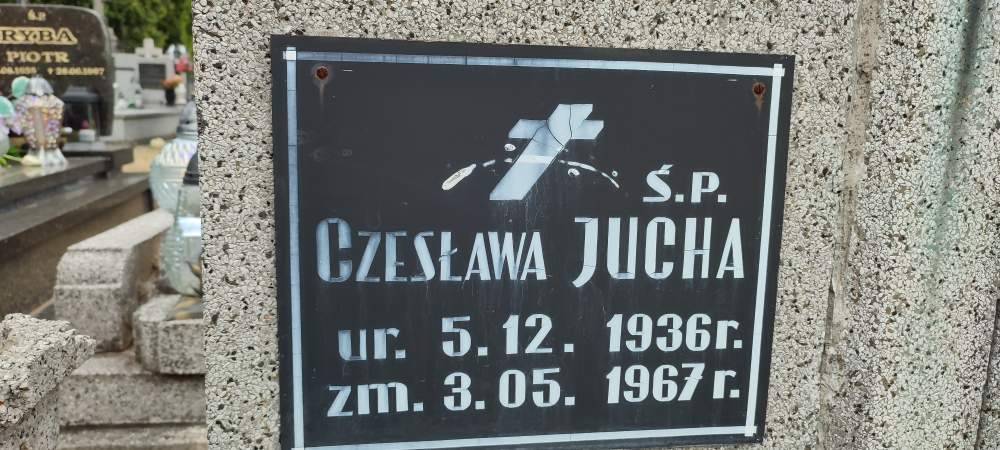 Ś.P.
RYBA
PIOTR
Ś.P.
CZESŁAWA JUCHA
ur. 5.12. 1936r.
zm. 3.05. 1967r.